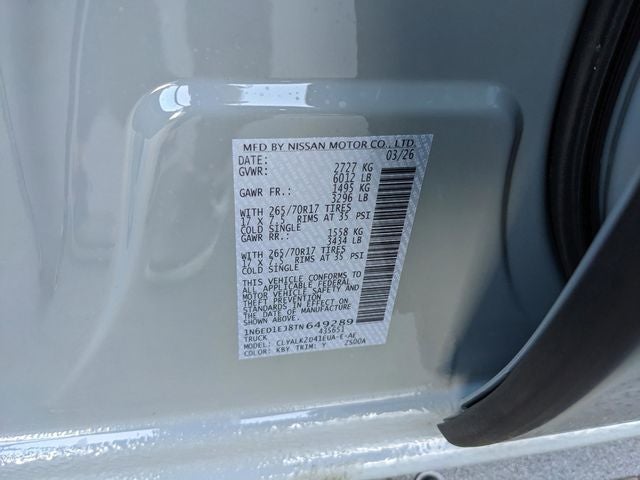 MFD BY NISSAN MOTOR CO., LTD.
DATE: 03/26
GVWR: 2727 KG
6012 LB
GAWR FR.: 1495 KG
3296 LB
WITH 265/70R17 TIRES
17 X 7.5 RIMS AT 35 PSI
COLD SINGLE
GAWR RR.: 1558 KG
3434 LB
WITH 265/70R17 TIRES
17 X 7.5 RIMS AT 35 PSI
COLD SINGLE
THIS VEHICLE CONFORMS TO
ALL APPLICABLE FEDERAL
MOTOR VEHICLE SAFETY AND
THEFT PREVENTION
STANDARDS IN EFFECT ON
THE DATE OF MANUFACTURE
SHOWN ABOVE.
1N6ED1EJ8TN649289
TRUCK 435651
MODEL: CLYALKZD41EUA-E-AE
COLOR: KBY TRIM: Y 2S00A